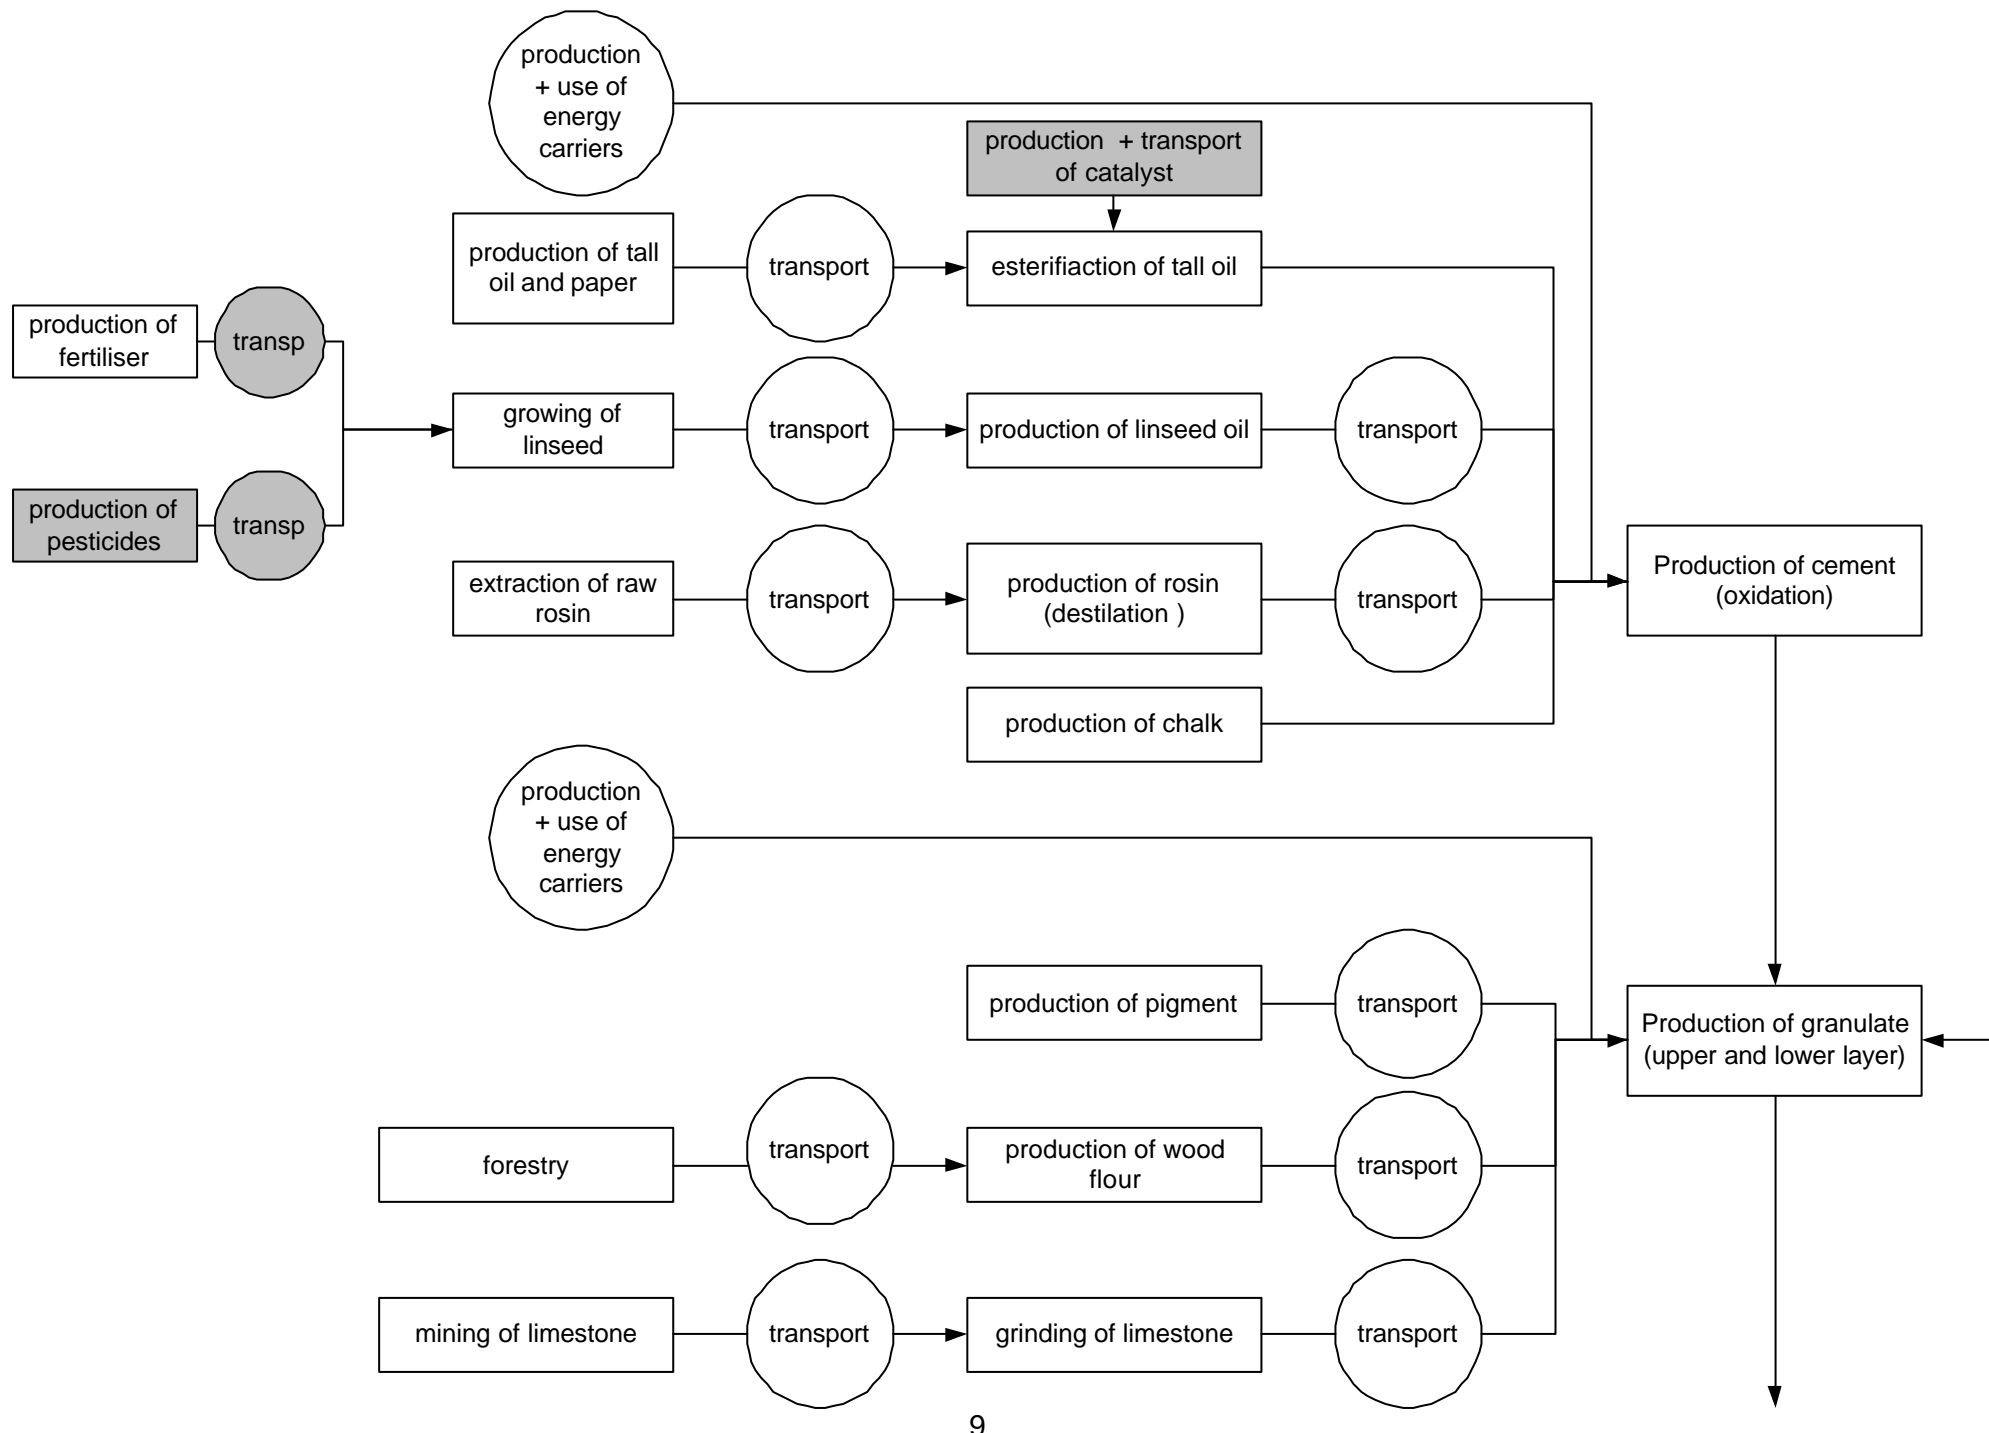 production
+ use of
energy
carriers
production + transport
of catalyst
production of tall
oil and paper
transport
esterifiaction of tall oil
production of
fertiliser
transp
growing of
linseed
transport
production of linseed oil
transport
production of
pesticides
transp
extraction of raw
rosin
transport
production of rosin
(destilation )
transport
Production of cement
(oxidation)
production of chalk
production
+ use of
energy
carriers
production of pigment
transport
Production of granulate
(upper and lower layer)
forestry
transport
production of wood
flour
transport
mining of limestone
transport
grinding of limestone
transport
9